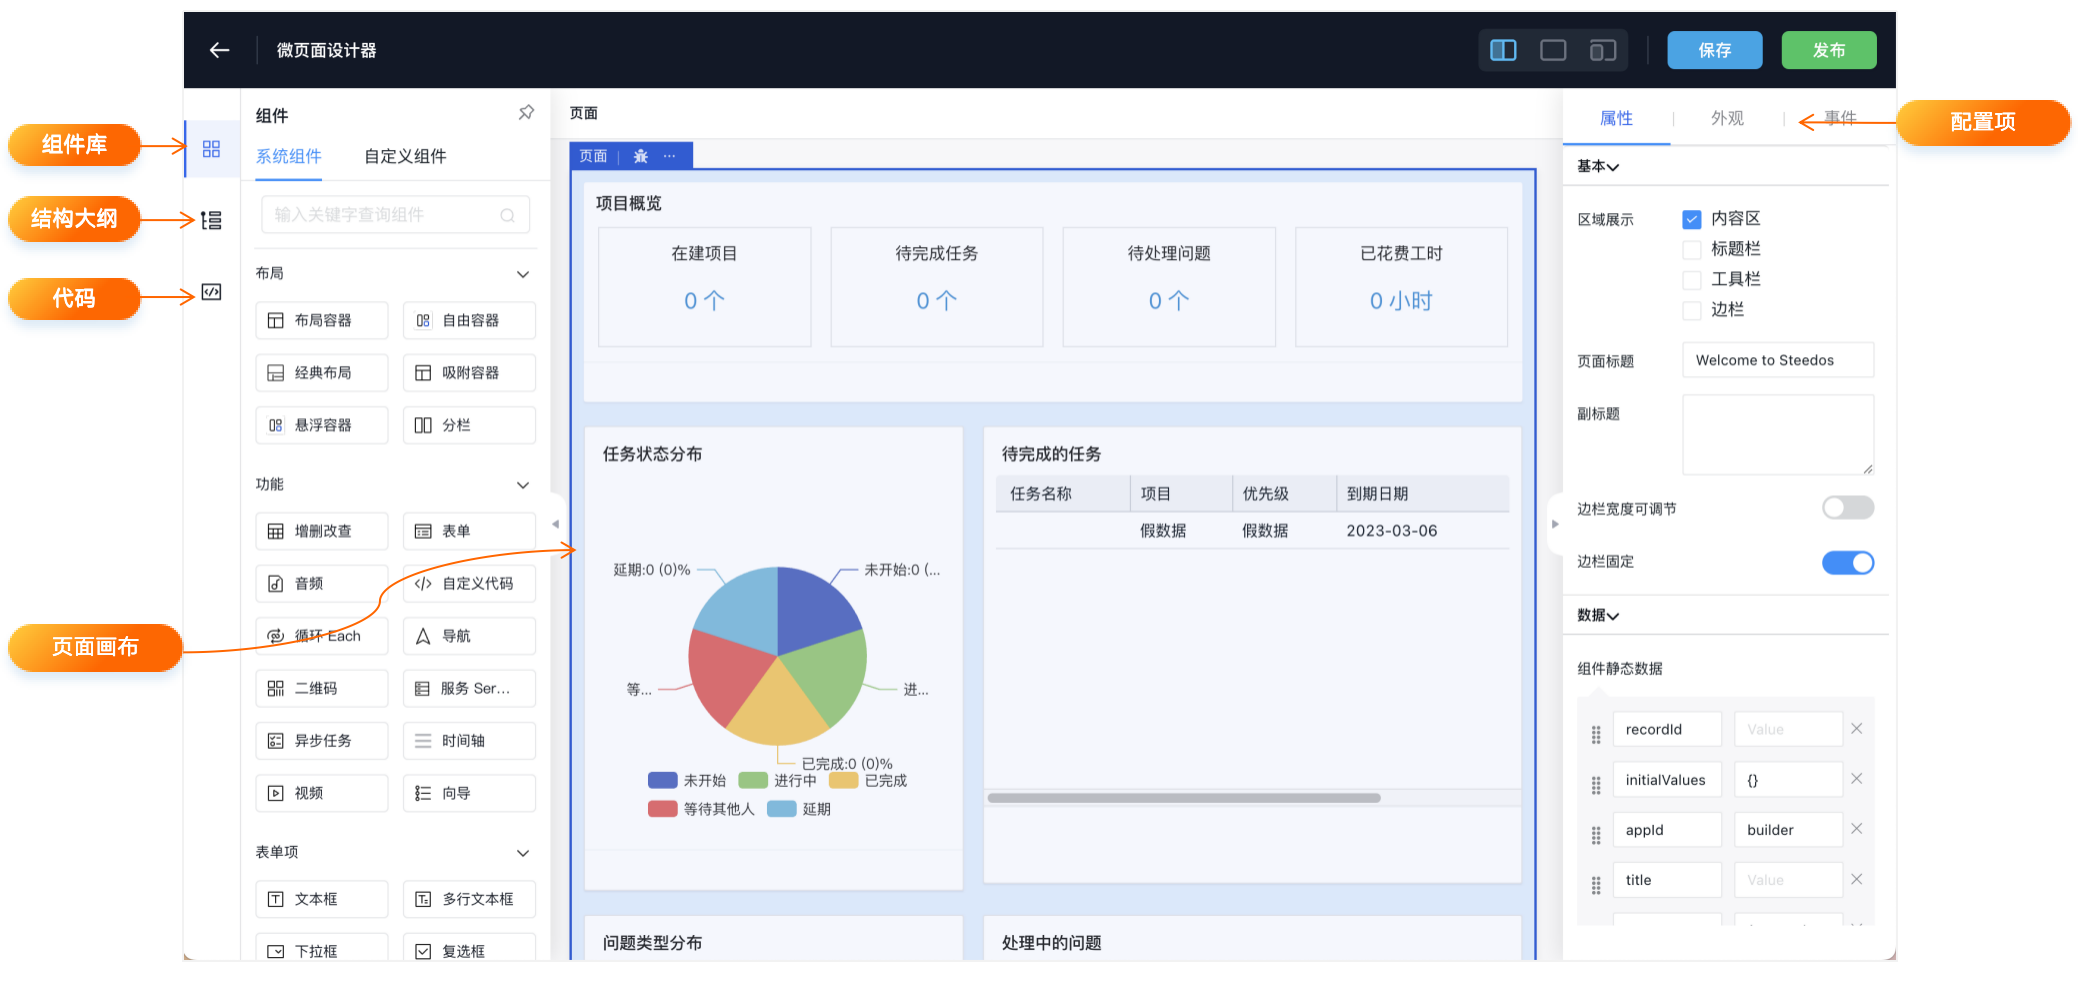 微页面设计器
保存
发布
组件库
结构大纲
代码
页面画布
配置项
组件
系统组件
自定义组件
输入关键字查询组件
布局
布局容器
自由容器
经典布局
吸附容器
悬浮容器
分栏
功能
增删改查
表单
音频
自定义代码
循环 Each
导航
二维码
服务 Ser...
异步任务
时间轴
视频
向导
表单项
文本框
多行文本框
下拉框
复选框
页面
页面
项目概览
在建项目
0 个
待完成任务
0 个
待处理问题
0 个
已花费工时
0 小时
任务状态分布
延期:0 (0)%
未开始:0 (...
等...
进...
已完成:0 (0)%
未开始
进行中
已完成
等待其他人
延期
待完成的任务
任务名称 项目 优先级 到期日期
假数据 假数据 2023-03-06
问题类型分布
处理中的问题
属性
外观
事件
基本
区域展示
内容区
标题栏
工具栏
边栏
页面标题
Welcome to Steedos
副标题
边栏宽度可调节
边栏固定
数据
组件静态数据
recordId
Value
initialValues
{}
appId
builder
title
Value